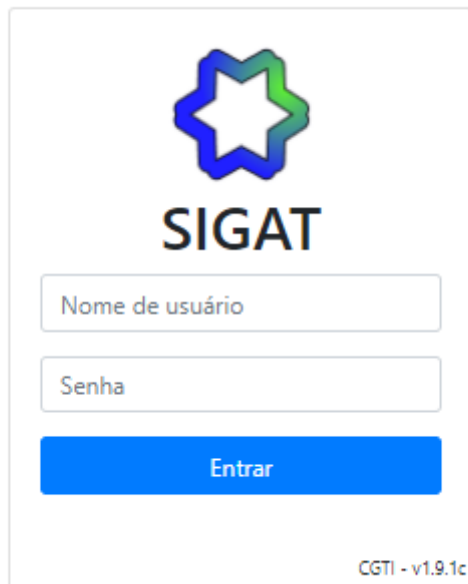 SIGAT
Nome de usuário
Senha
Entrar
CGTI - v1.9.1c